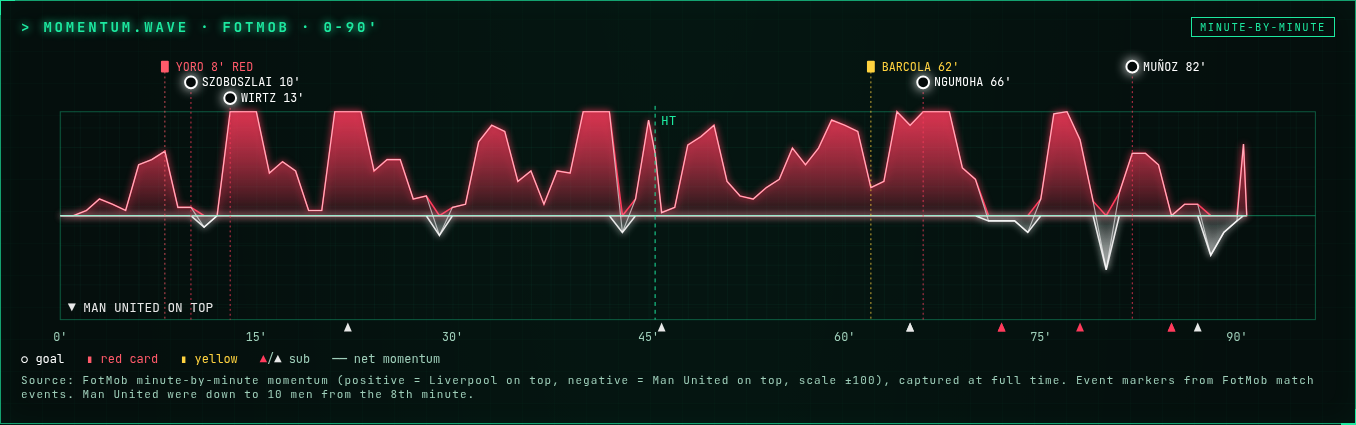 > MOMENTUM.WAVE · FOTMOB · 0-90'
MINUTE-BY-MINUTE
YORO 8' RED
BARCOLA 62'
MUÑOZ 82'
SZOBOSZLAI 10'
NGUMOHA 66'
WIRTZ 13'
HT
▼ MAN UNITED ON TOP
0' 15' 30' 45' 60' 75' 90'
goal red card yellow ▲/▲ sub net momentum
Source: FotMob minute-by-minute momentum (positive = Liverpool on top, negative = Man United on top, scale ±100), captured at full time. Event markers from FotMob match
events. Man United were down to 10 men from the 8th minute.